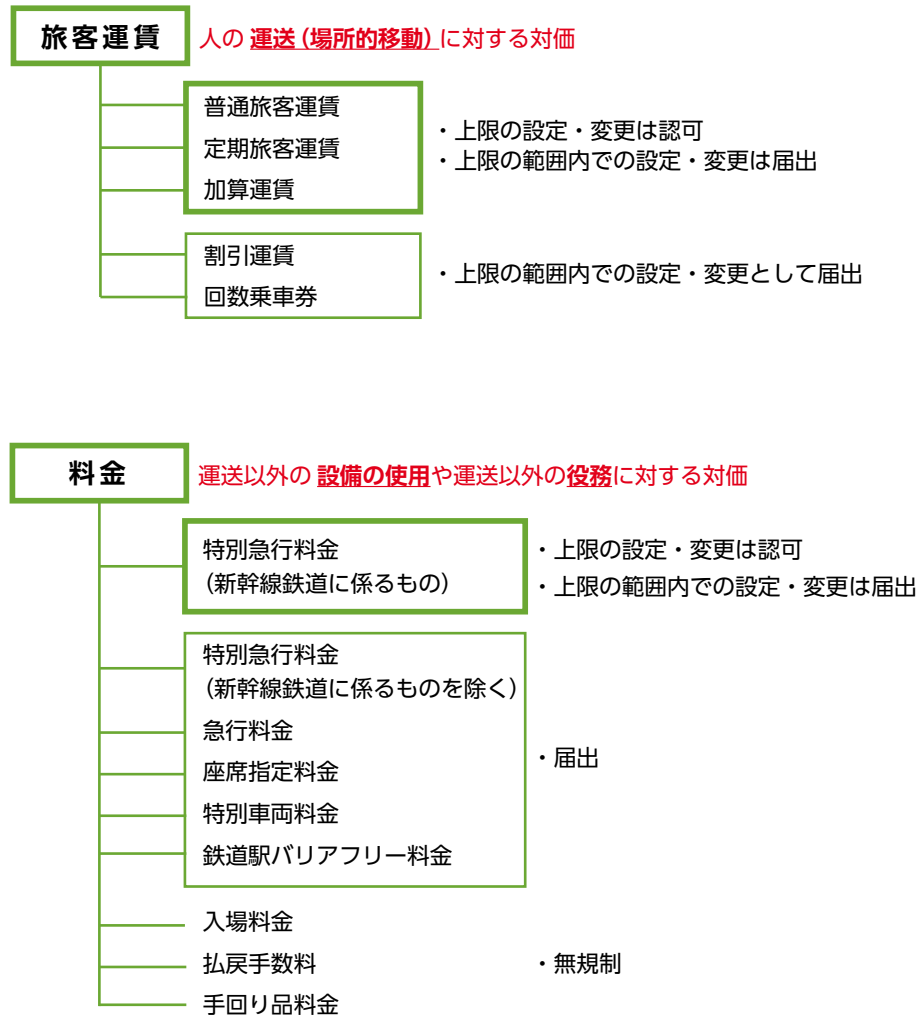 旅客運賃 人の 運送（場所的移動）に対する対価
普通旅客運賃
定期旅客運賃
加算運賃
・上限の設定・変更は認可
・上限の範囲内での設定・変更は届出
割引運賃
回数乗車券
・上限の範囲内での設定・変更として届出
料金 運送以外の 設備の使用や運送以外の役務に対する対価
特別急行料金
（新幹線鉄道に係るもの）
・上限の設定・変更は認可
・上限の範囲内での設定・変更は届出
特別急行料金
（新幹線鉄道に係るものを除く）
急行料金
座席指定料金
特別車両料金
鉄道駅バリアフリー料金
・届出
入場料金
払戻手数料
手回り品料金
・無規制